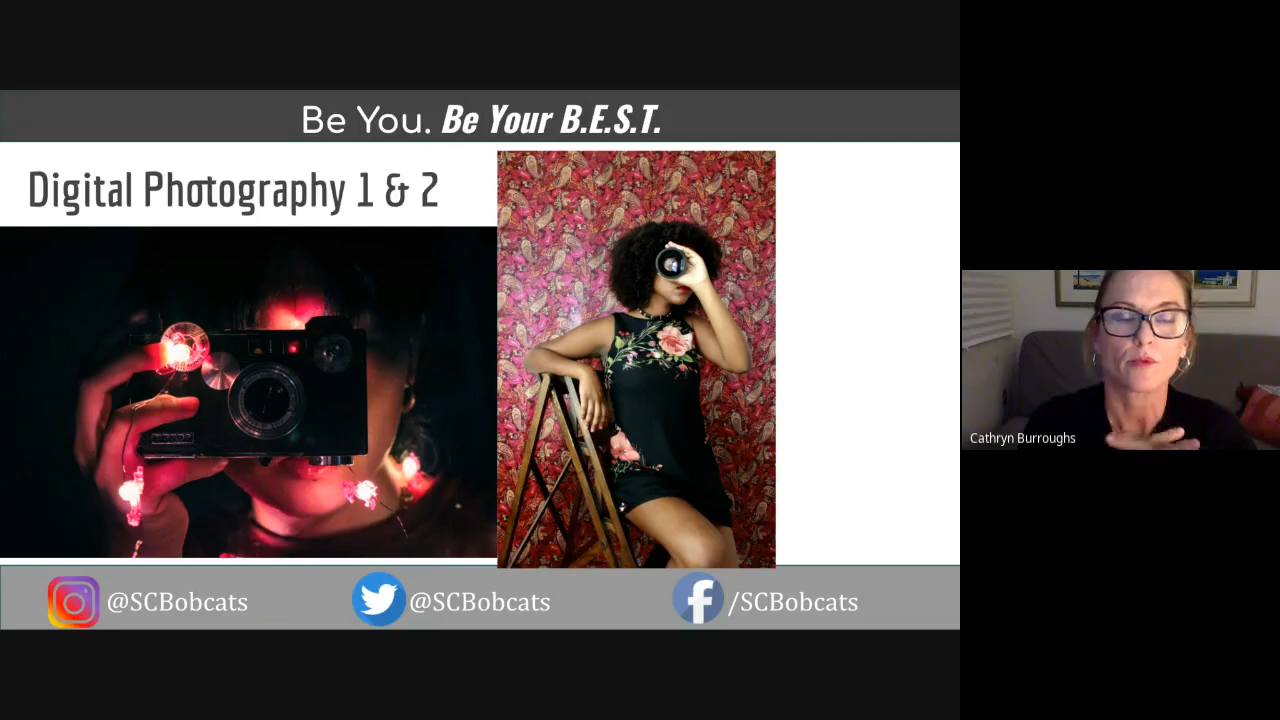 Be You. Be Your B.E.S.T.
Digital Photography 1 & 2
@SCBobcats
@SCBobcats
/SCBobcats
Cathryn Burroughs